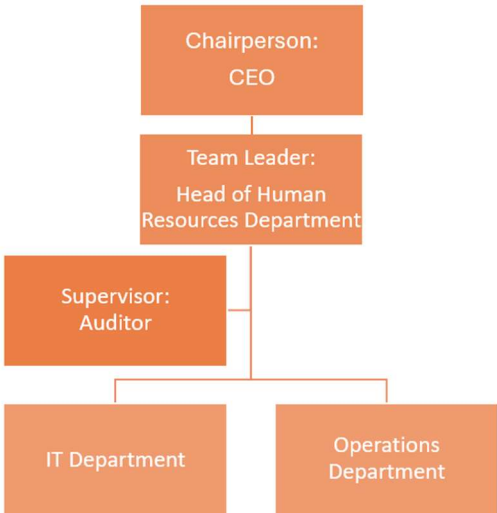 Chairperson:
CEO
Team Leader:
Head of Human
Resources Department
Supervisor:
Auditor
IT Department
Operations
Department